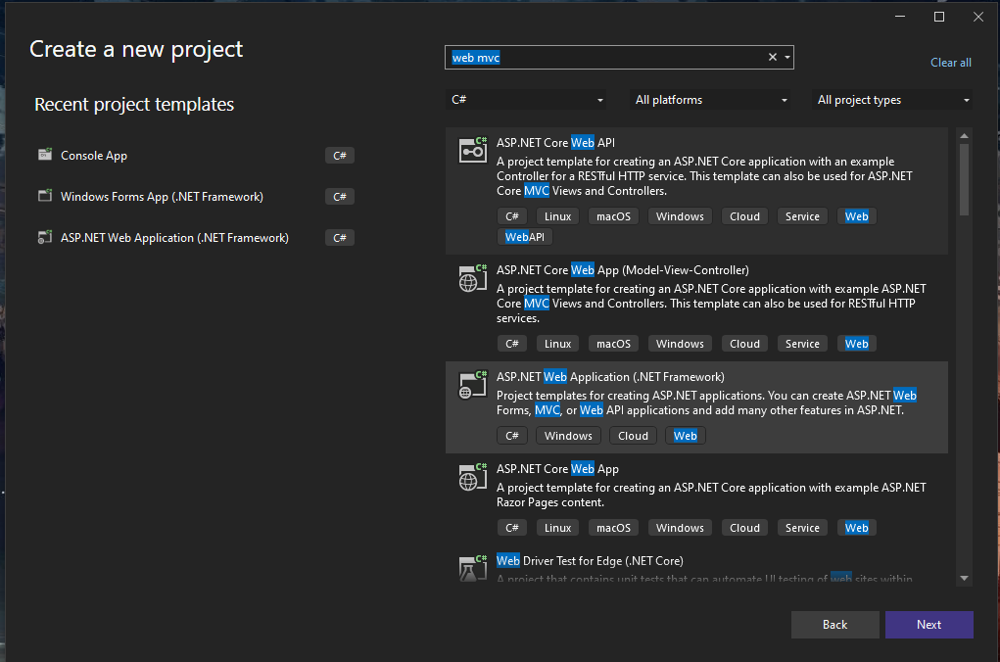 Create a new project
web mvc
Clear all
Recent project templates
Console App C#
Windows Forms App (.NET Framework) C#
ASP.NET Web Application (.NET Framework) C#
C# All platforms All project types
ASP.NET Core Web API
A project template for creating an ASP.NET Core application with an example
Controller for a RESTful HTTP service. This template can also be used for ASP.NET
Core MVC Views and Controllers.
C# Linux macOS Windows Cloud Service Web
WebAPI
ASP.NET Core Web App (Model-View-Controller)
A project template for creating an ASP.NET Core application with example ASP.NET
Core MVC Views and Controllers. This template can also be used for RESTful HTTP
services.
C# Linux macOS Windows Cloud Service Web
ASP.NET Web Application (.NET Framework)
Project templates for creating ASP.NET applications. You can create ASP.NET Web
Forms, MVC, or Web API applications and add many other features in ASP.NET.
C# Windows Cloud Web
ASP.NET Core Web App
A project template for creating an ASP.NET Core application with example ASP.NET
Razor Pages content.
C# Linux macOS Windows Cloud Service Web
Web Driver Test for Edge (.NET Core)
A project that contains unit tests that can automate UI testing of web sites within
Back Next